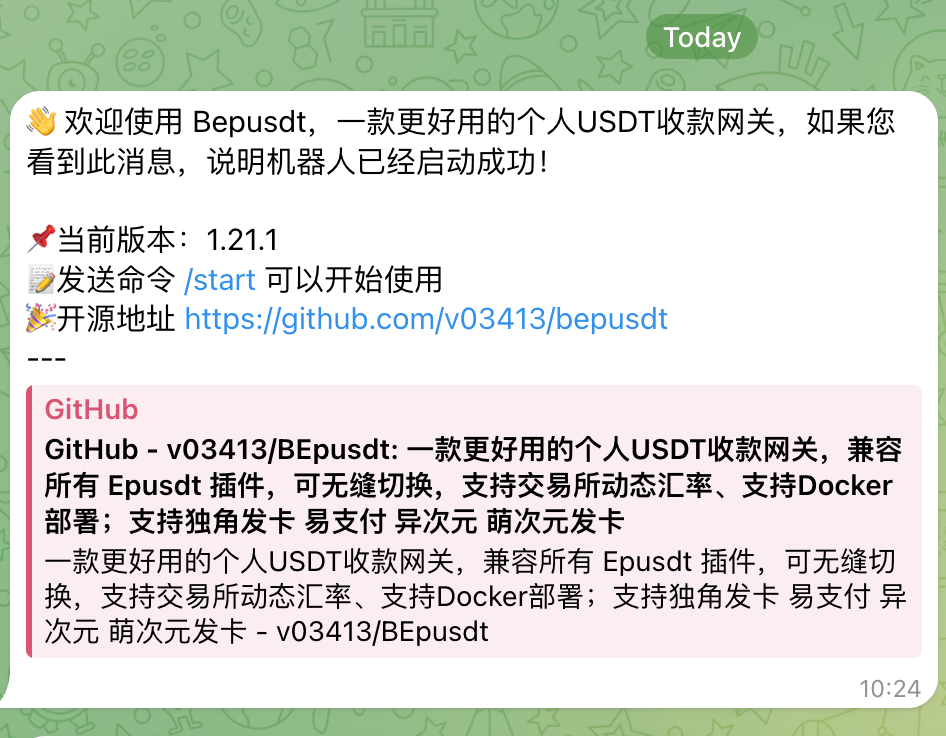 Today
👋 欢迎使用 Bepusdt，一款更好用的个人USDT收款网关，如果您
看到此消息，说明机器人已经启动成功！
📌当前版本：1.21.1
📝发送命令 /start 可以开始使用
🎉开源地址 https://github.com/v03413/bepusdt
---
GitHub
GitHub - v03413/BEpusdt: 一款更好用的个人USDT收款网关，兼容
所有 Epusdt 插件，可无缝切换，支持交易所动态汇率、支持Docker
部署；支持独角发卡 易支付 异次元 萌次元发卡
一款更好用的个人USDT收款网关，兼容所有 Epusdt 插件，可无缝切
换，支持交易所动态汇率、支持Docker部署；支持独角发卡 易支付 异
次元 萌次元发卡 - v03413/BEpusdt
10:24